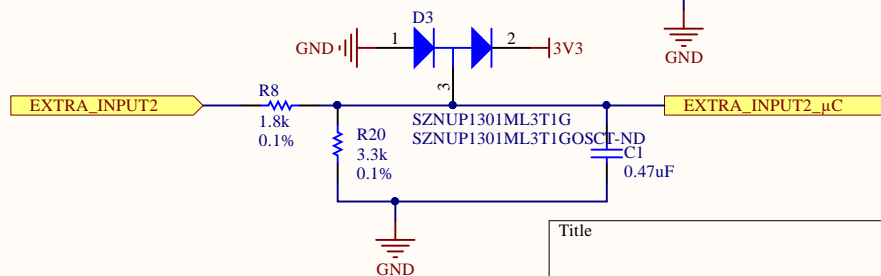 D3
GND
1
2
3V3
GND
3
EXTRA_INPUT2
R8
1.8k
0.1%
EXTRA_INPUT2_µC
SZNUP1301ML3T1G
SZNUP1301ML3T1GOSCT-ND
R20
3.3k
0.1%
C1
0.47uF
Title
GND